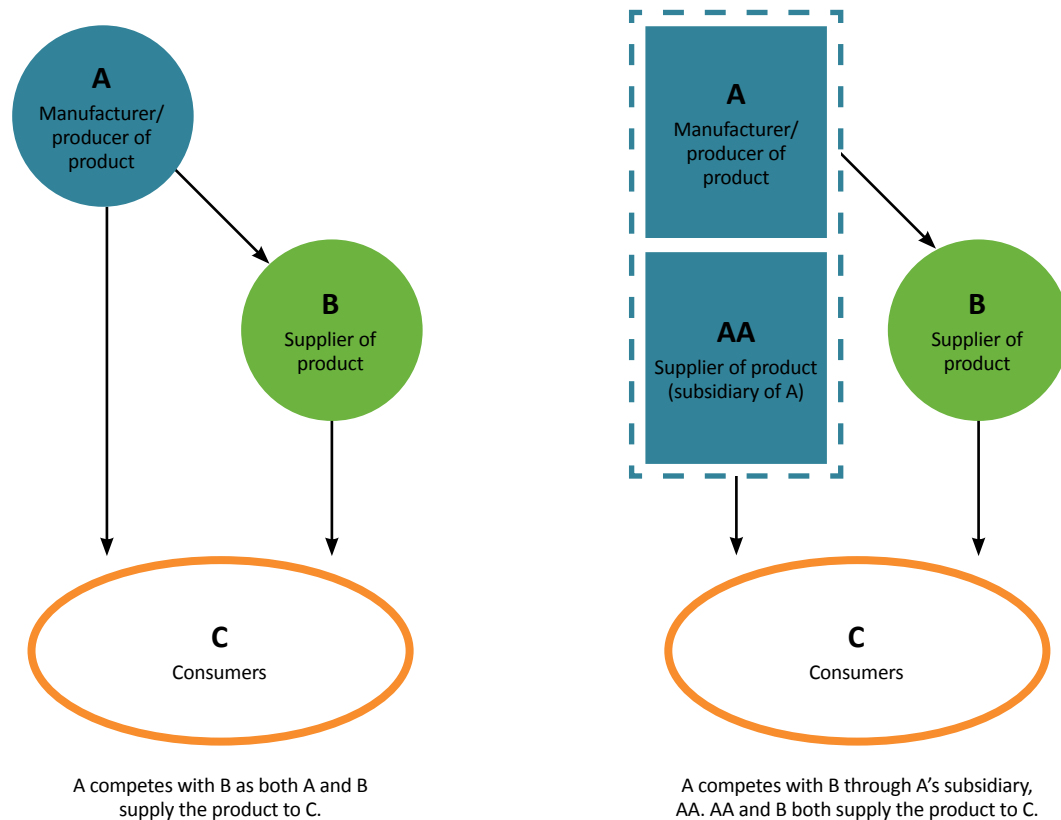 A
Manufacturer/
producer of
product
B
Supplier of
product
C
Consumers
A competes with B as both A and B
supply the product to C.
A
Manufacturer/
producer of
product
AA
Supplier of product
(subsidiary of A)
B
Supplier of
product
C
Consumers
A competes with B through A’s subsidiary,
AA. AA and B both supply the product to C.